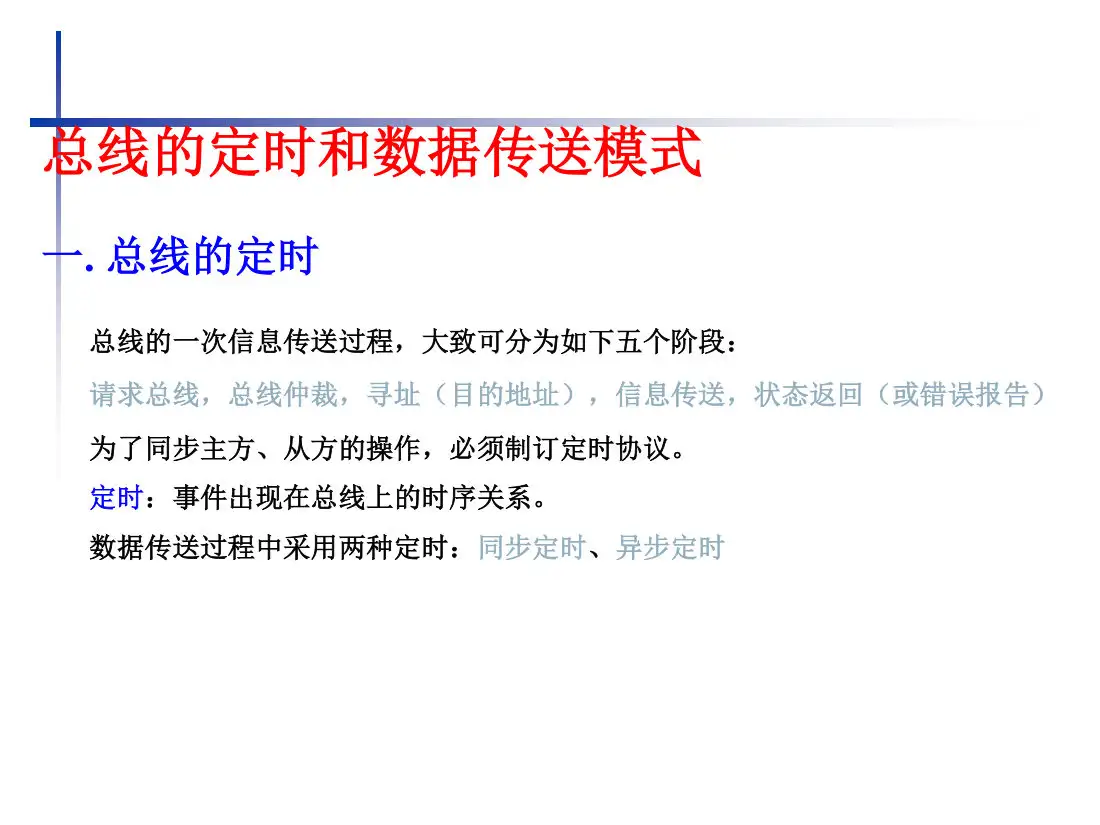 总线的定时和数据传送模式
一.总线的定时
总线的一次信息传送过程，大致可分为如下五个阶段：
请求总线，总线仲裁，寻址（目的地址），信息传送，状态返回（或错误报告）
为了同步主方、从方的操作，必须制订定时协议。
定时：事件出现在总线上的时序关系。
数据传送过程中采用两种定时：同步定时、异步定时